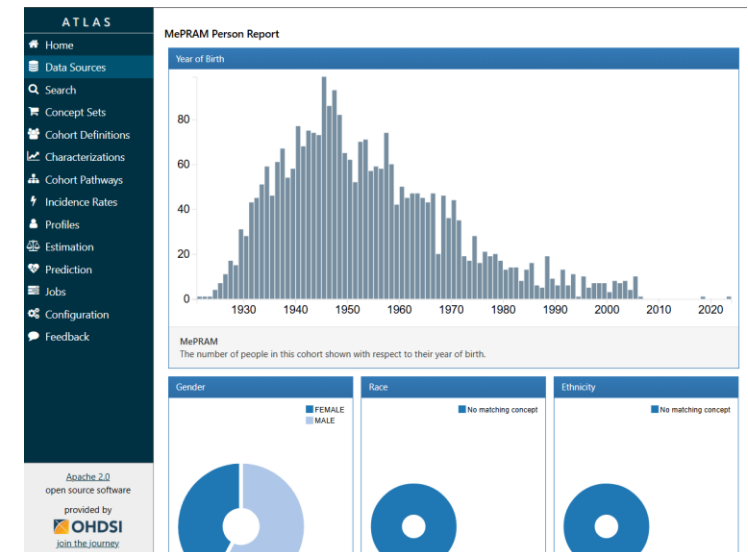 ATLAS
Home
Data Sources
Search
Concept Sets
Cohort Definitions
Characterizations
Cohort Pathways
Incidence Rates
Profiles
Estimation
Prediction
Jobs
Configuration
Feedback
Apache 2.0
open source software
provided by
OHDSI
join the journey
MePRAM Person Report
Year of Birth
80
60
40
20
0
1930 1940 1950 1960 1970 1980 1990 2000 2010 2020
MePRAM
The number of people in this cohort shown with respect to their year of birth.
Gender
FEMALE
MALE
Race
No matching concept
Ethnicity
No matching concept